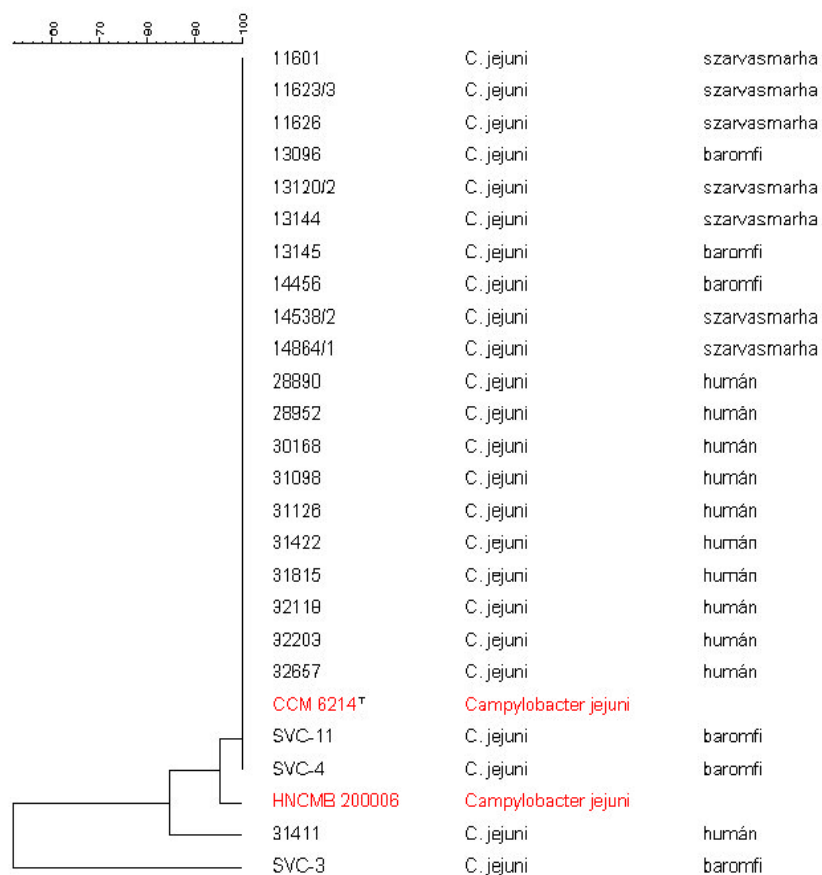 60 70 80 90 100
11601 C. jejuni szarvasmarha
11623/3 C. jejuni szarvasmarha
11626 C. jejuni szarvasmarha
13096 C. jejuni baromfi
13120/2 C. jejuni szarvasmarha
13144 C. jejuni szarvasmarha
13145 C. jejuni baromfi
14456 C. jejuni baromfi
14538/2 C. jejuni szarvasmarha
14864/1 C. jejuni szarvasmarha
28890 C. jejuni humán
28952 C. jejuni humán
30168 C. jejuni humán
31098 C. jejuni humán
31126 C. jejuni humán
31422 C. jejuni humán
31815 C. jejuni humán
32118 C. jejuni humán
32203 C. jejuni humán
32657 C. jejuni humán
CCM 6214ᵀ Campylobacter jejuni
SVC-11 C. jejuni baromfi
SVC-4 C. jejuni baromfi
HNCMB 200006 Campylobacter jejuni
31411 C. jejuni humán
SVC-3 C. jejuni baromfi